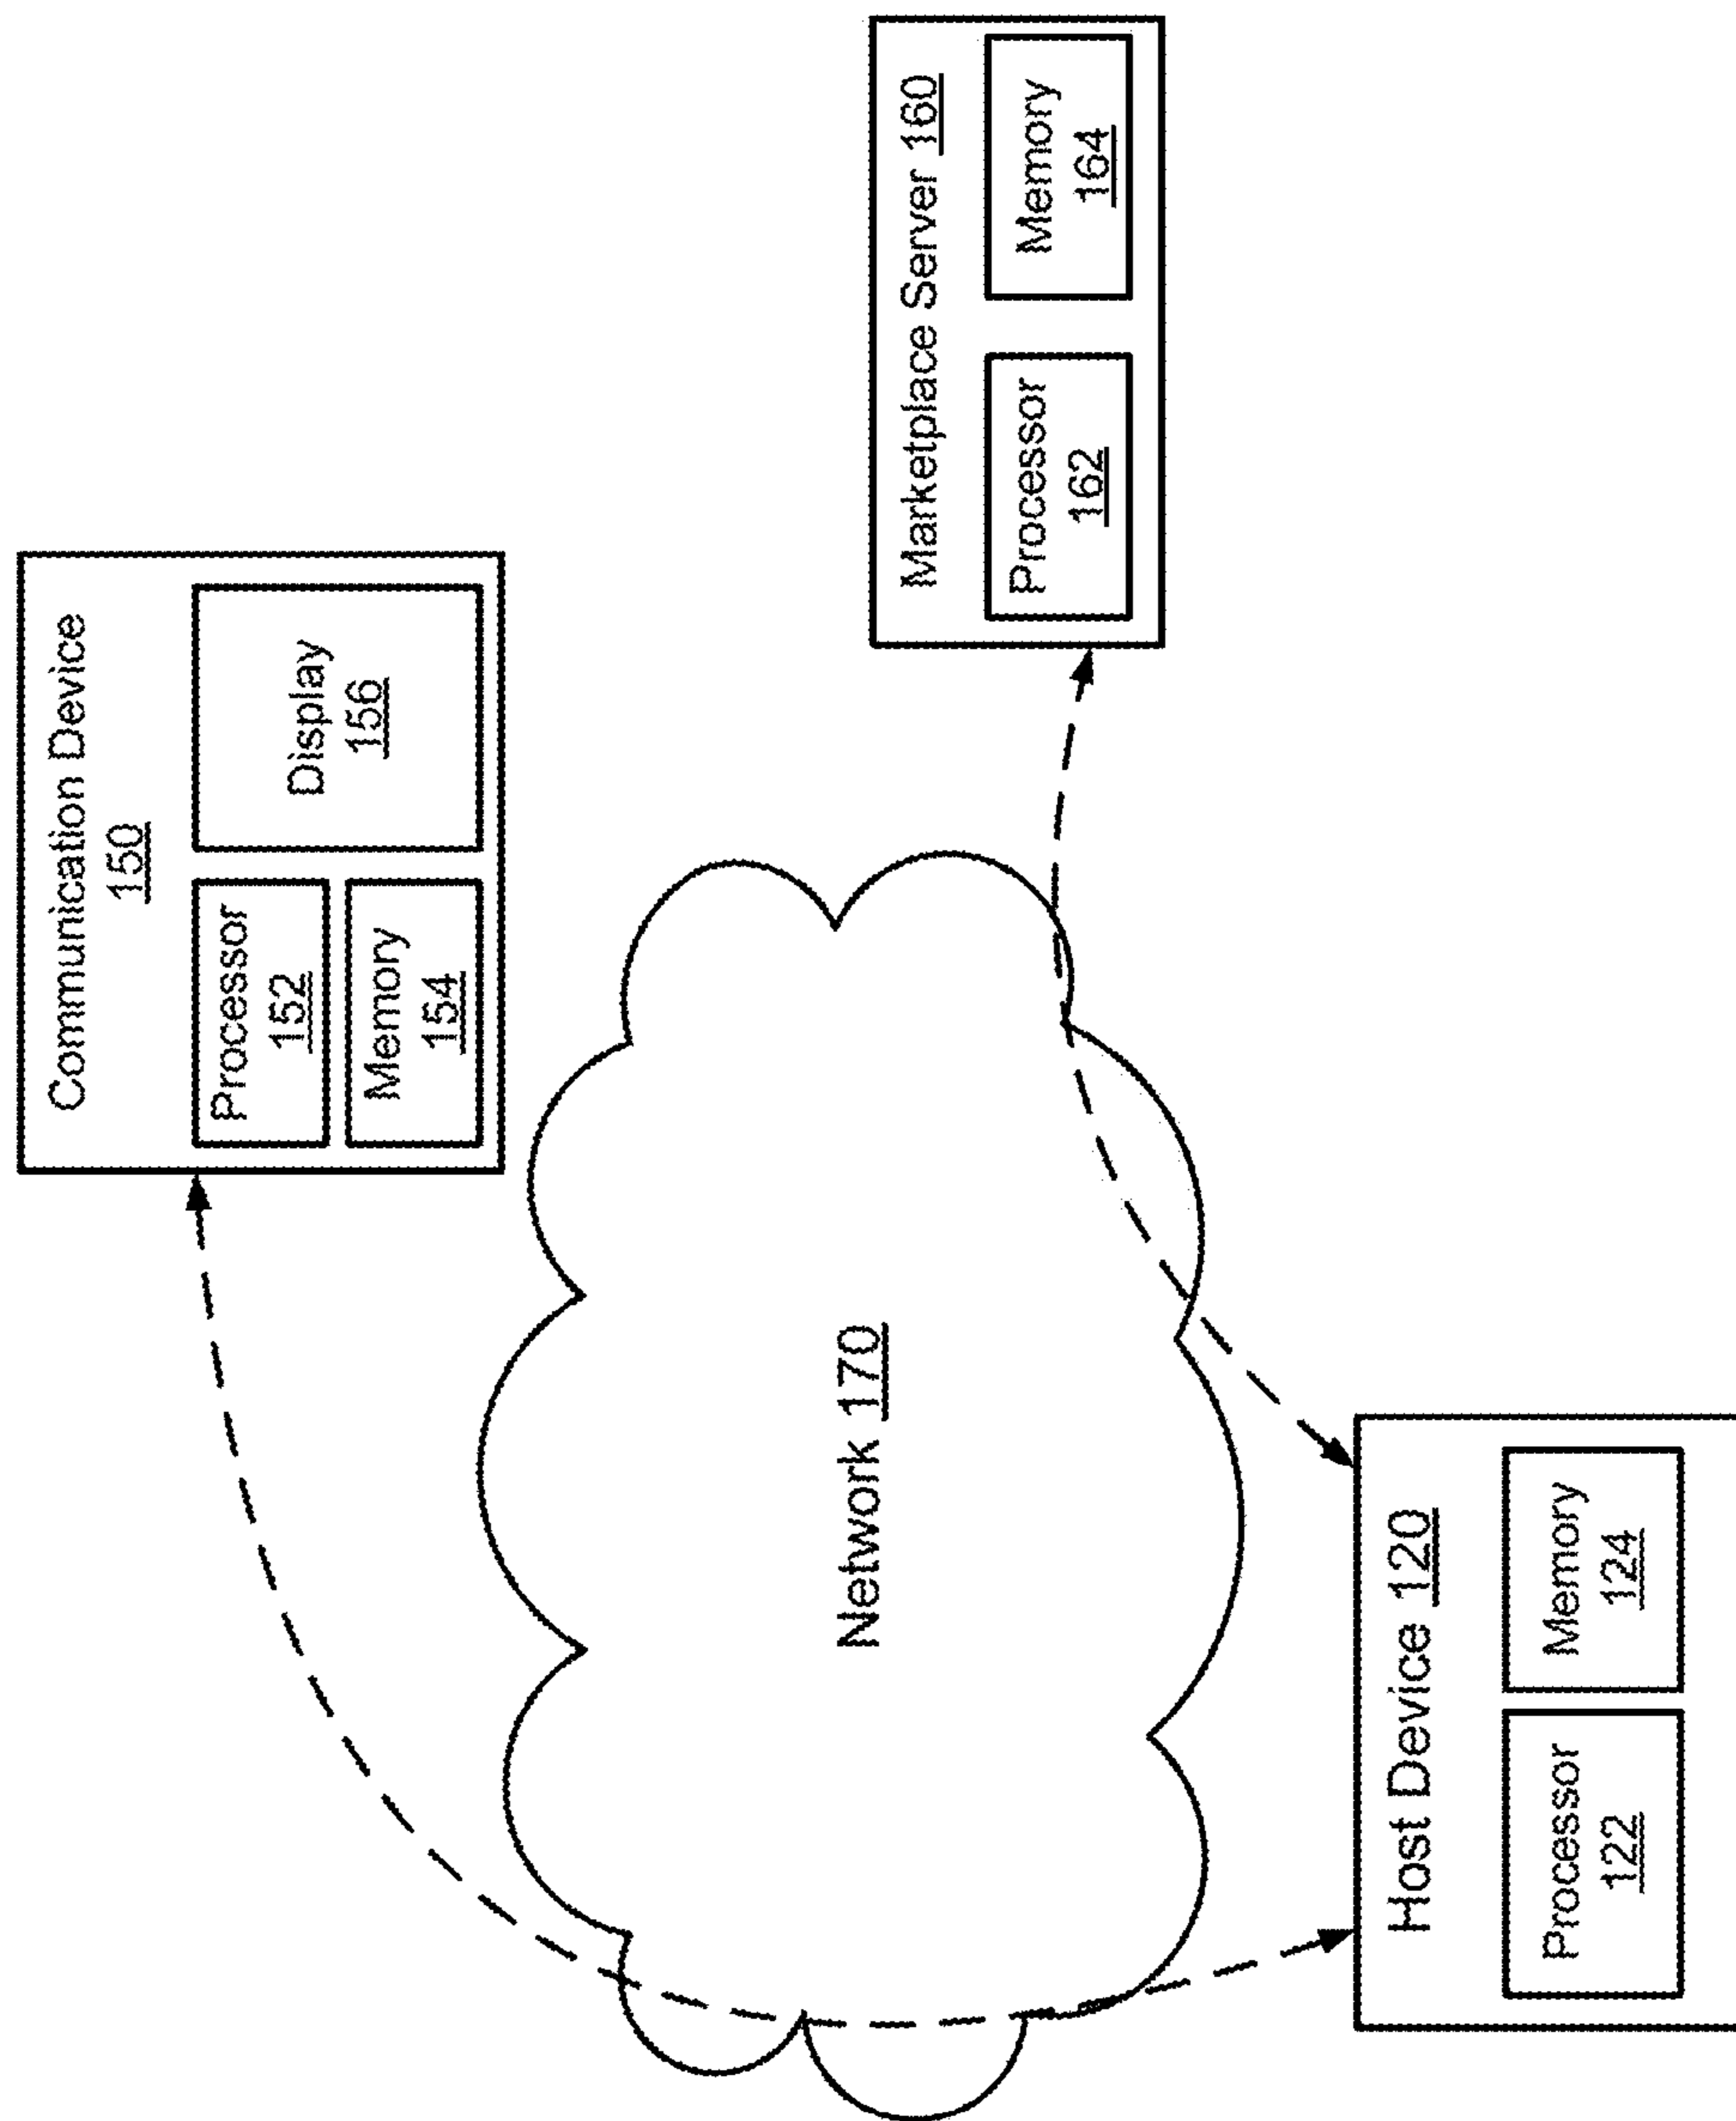 Communication Device
150
Processor
152
Memory
154
Display
156
Network 170
Marketplace Server 160
Processor
162
Memory
164
Host Device 120
Processor
122
Memory
124